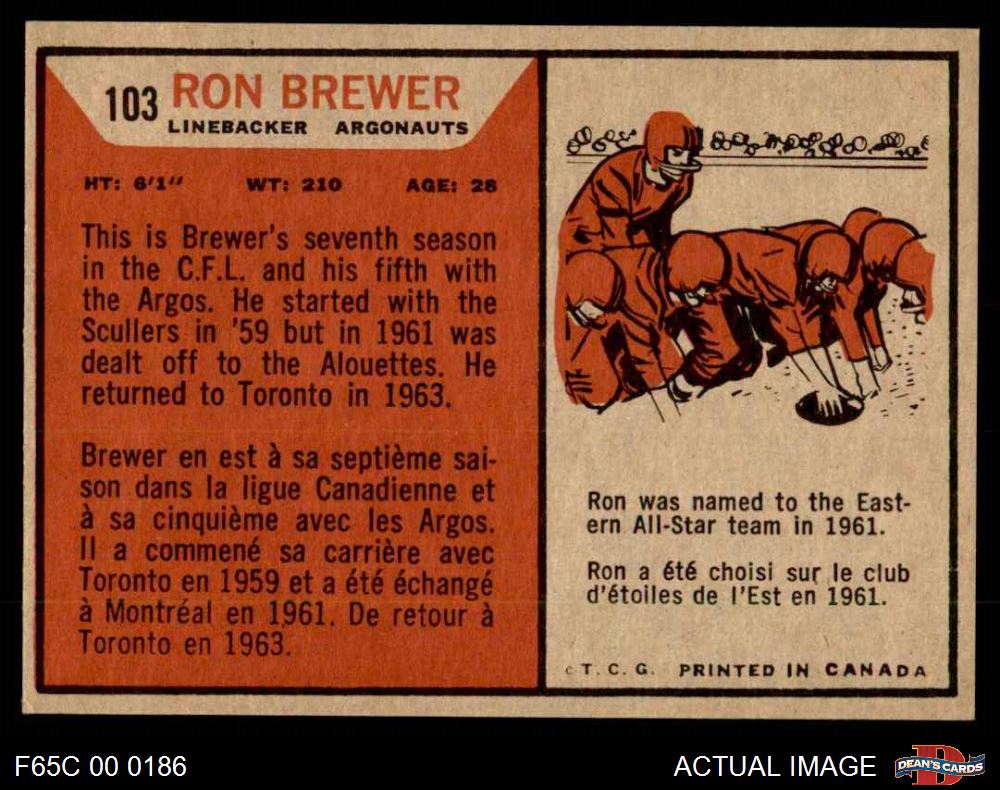 103 RON BREWER
LINEBACKER ARGONAUTS
HT: 6'1" WT: 210 AGE: 28
This is Brewer's seventh season
in the C.F.L. and his fifth with
the Argos. He started with the
Scullers in '59 but in 1961 was
dealt off to the Alouettes. He
returned to Toronto in 1963.
Brewer en est à sa septième sai-
son dans la ligue Canadienne et
à sa cinquième avec les Argos.
Il a commené sa carrière avec
Toronto en 1959 et a été échangé
à Montréal en 1961. De retour à
Toronto en 1963.
Ron was named to the East-
ern All-Star team in 1961.
Ron a été choisi sur le club
d'étoiles de l'Est en 1961.
c T. C. G. PRINTED IN CANADA
F65C 00 0186
ACTUAL IMAGE
D
DEAN'S CARDS